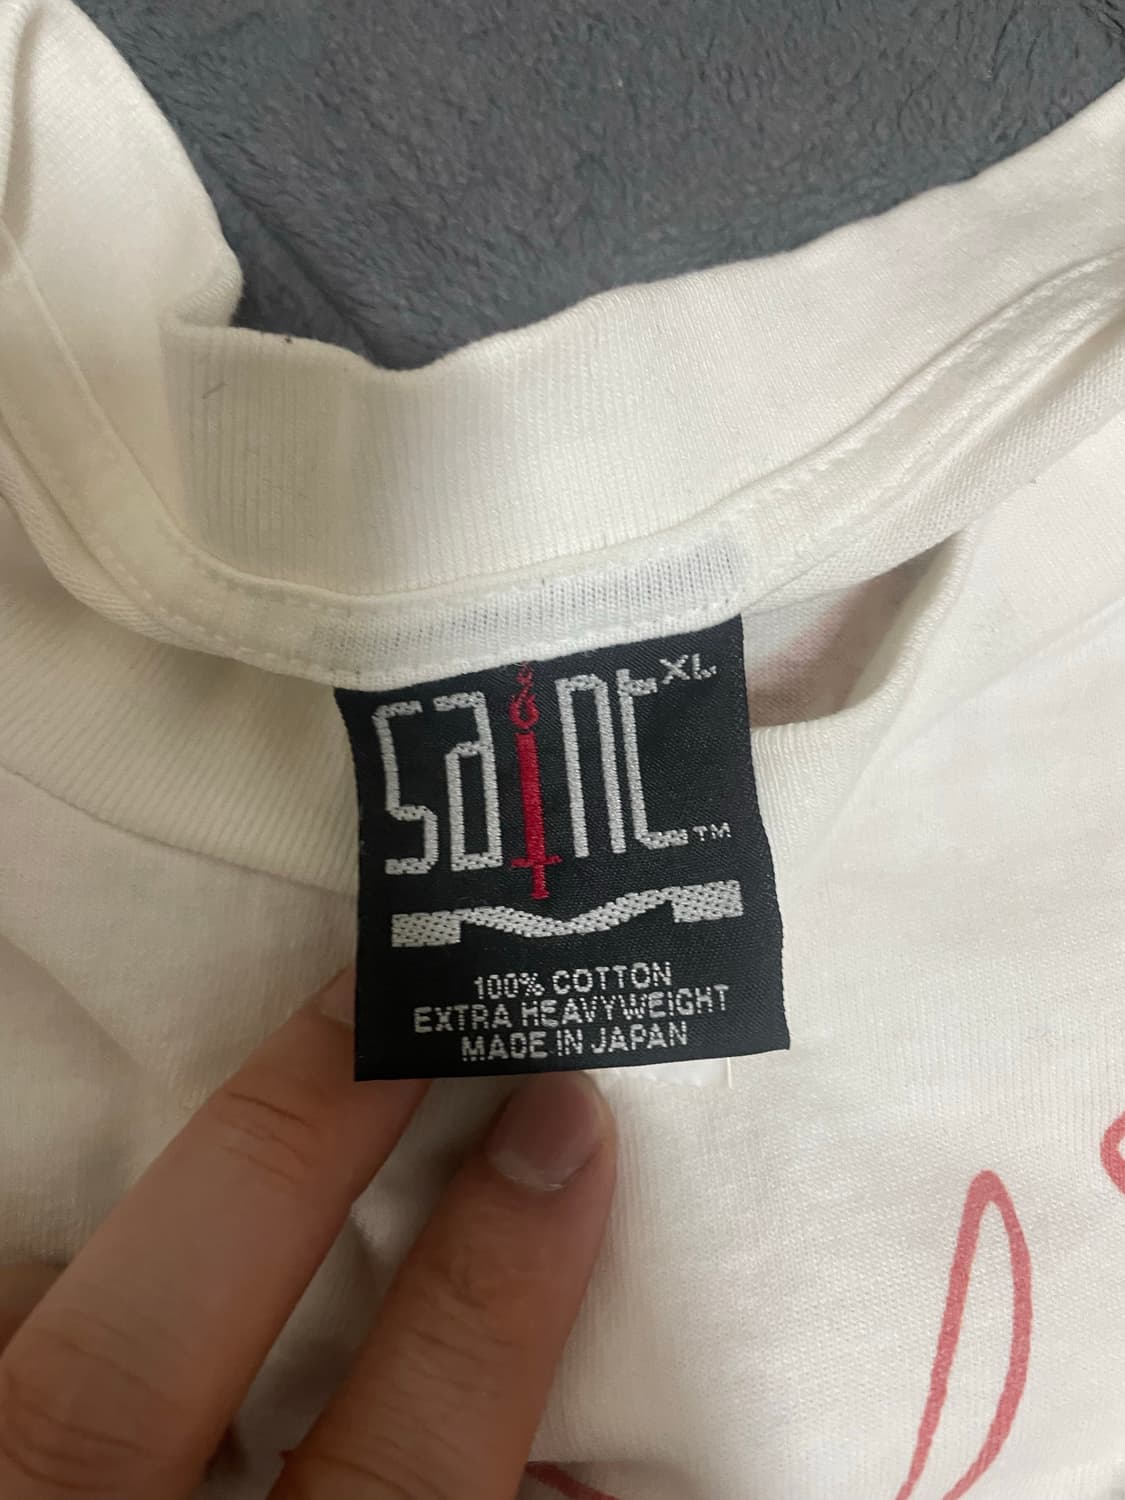 saint XL
TM
100% COTTON
EXTRA HEAVYWEIGHT
MADE IN JAPAN